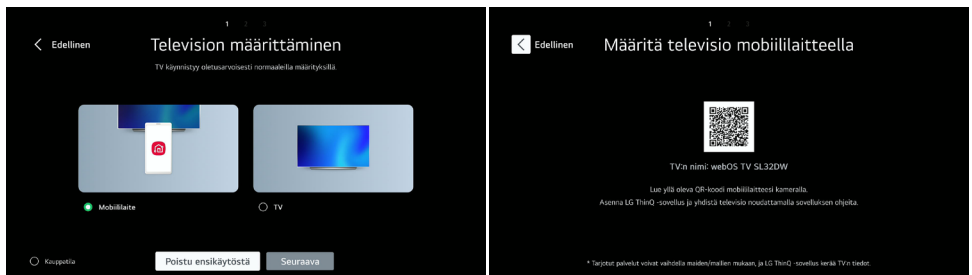 1 2 3
Edellinen
Television määrittäminen
TV käynnistyy oletusarvoisesti normaaleilla määrityksillä.
Mobiililaite
TV
Kauppatila
Poistu ensikäytöstä
Seuraava
1 2 3
Edellinen
Määritä televisio mobiililaitteella
TV:n nimi: webOS TV SL32DW
Lue yllä oleva QR-koodi mobiililaitteesi kameralla.
Asenna LG ThinQ -sovellus ja yhdistä televisio noudattamalla sovelluksen ohjeita.
* Tarjotut palvelut voivat vaihdella maiden/mallien mukaan, ja LG ThinQ -sovellus kerää TV:n tiedot.